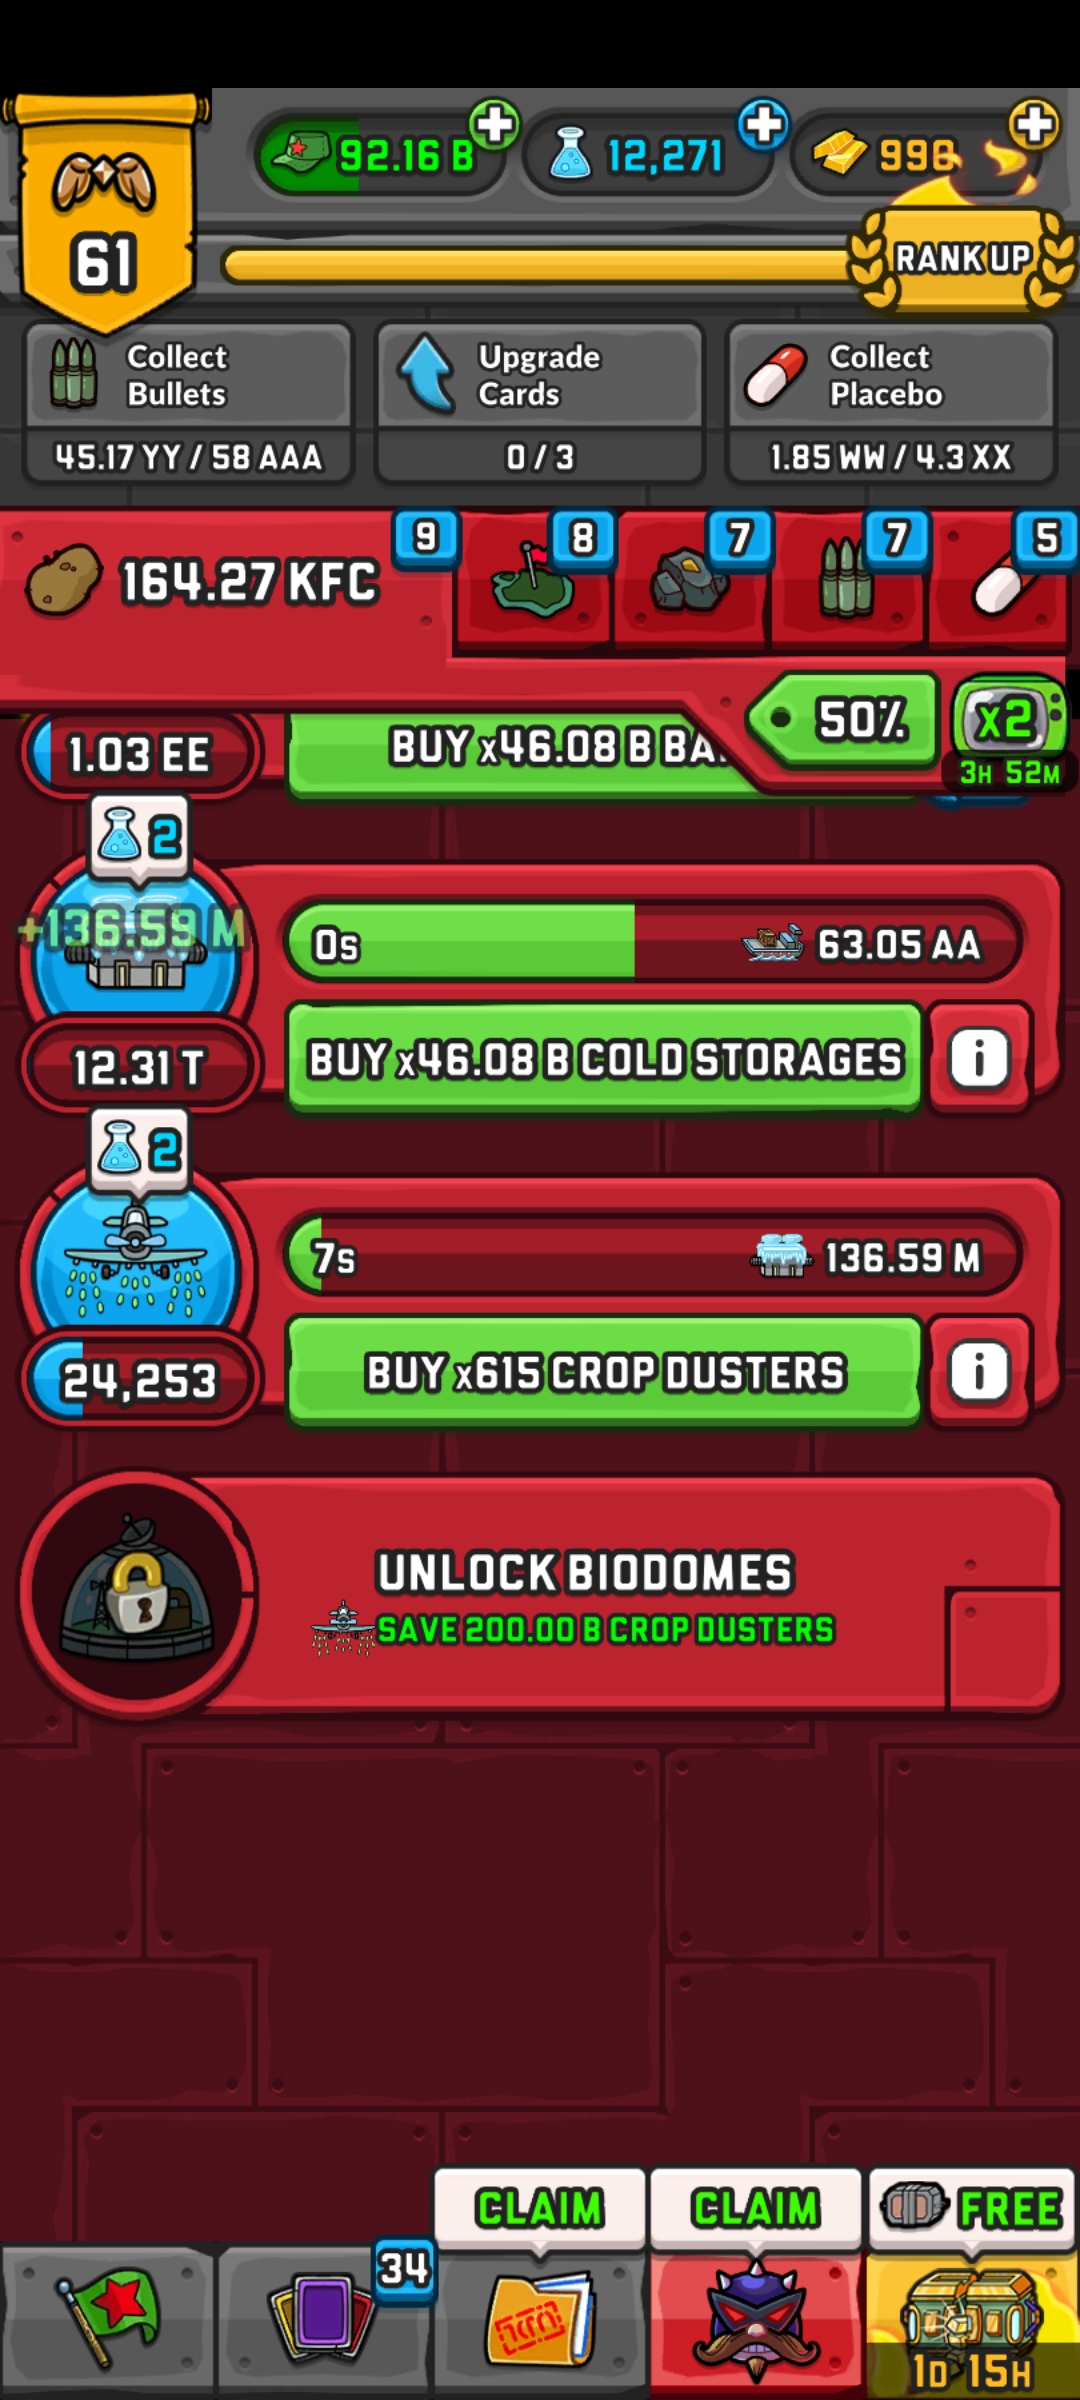 61
92.16 B
12,271
998
RANK UP
Collect
Bullets
45.17 YY / 58 AAA
Upgrade
Cards
0 / 3
Collect
Placebo
1.85 WW / 4.3 XX
164.27 KFC
9
8
7
7
5
50%
x2
3H 52M
1.03 EE
BUY x46.08 B
2
+136.59 M
0s
63.05 AA
12.31 T
BUY x46.08 B COLD STORAGES
i
2
7s
136.59 M
24,253
BUY x615 CROP DUSTERS
i
UNLOCK BIODOMES
SAVE 200.00 B CROP DUSTERS
CLAIM
CLAIM
FREE
34
1D 15H